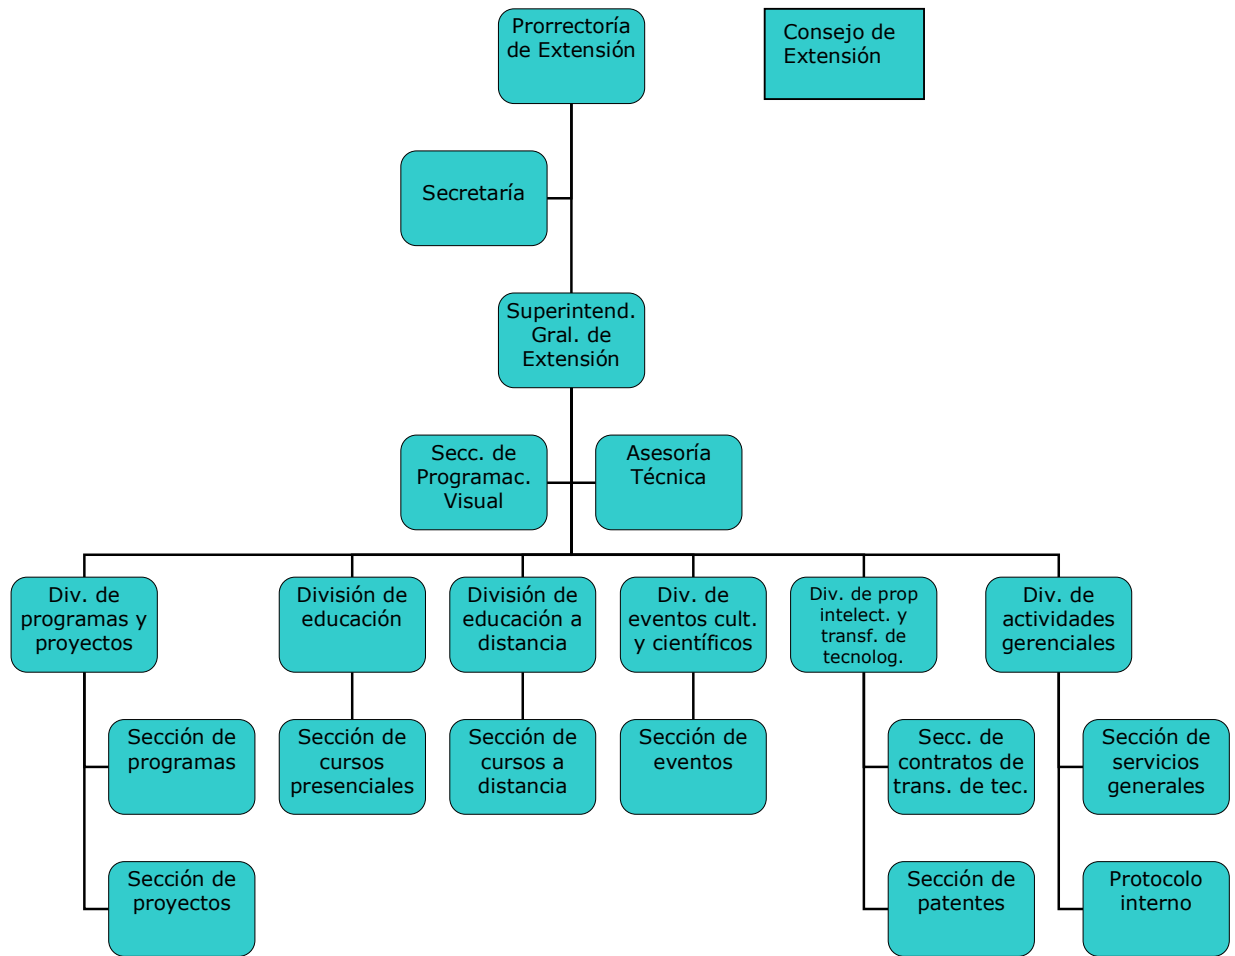 Prorrectoría
de Extensión
Consejo de
Extensión
Secretaría
Superintend.
Gral. de
Extensión
Secc. de
Programac.
Visual
Asesoría
Técnica
Div. de
programas y
proyectos
División de
educación
División de
educación a
distancia
Div. de
eventos cult.
y científicos
Div. de prop
intelect. y
transf. de
tecnolog.
Div. de
actividades
gerenciales
Sección de
programas
Sección de
cursos
presenciales
Sección de
cursos a
distancia
Sección de
eventos
Secc. de
contratos de
trans. de tec.
Sección de
servicios
generales
Sección de
proyectos
Sección de
patentes
Protocolo
interno